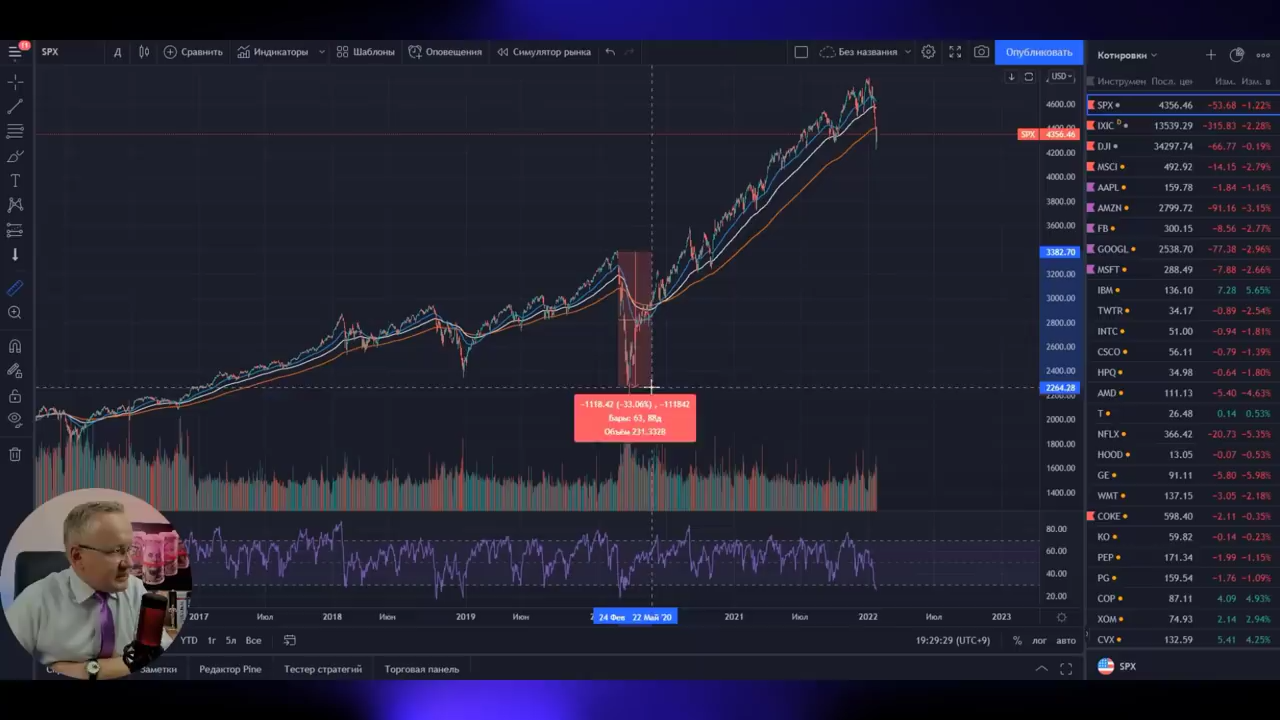 11
SPX
Д
Сравнить
Индикаторы
Шаблоны
Оповещения
Симулятор рынка
Без названия
Опубликовать
USD
4600.00
4400.00
SPX 4356.46
4200.00
4000.00
3800.00
3600.00
3382.70
3200.00
3000.00
2800.00
2600.00
2400.00
2264.28
2200.00
2000.00
1800.00
1600.00
1400.00
80.00
60.00
40.00
20.00
-1118.42 (-33.06%) , -111842
Бары: 63, 88д
Объём 231.332B
2017 Июл 2018 Июн 2019 Июн 24 Фев 22 Май '20 2021 Июл 2022 Июл 2023
YTD 1г 5л Все
19:29:29 (UTC+9) % лог авто
Заметки Редактор Pine Тестер стратегий Торговая панель
Котировки
Инструмен Посл. це Изм. Изм. в
SPX 4356.46 -53.68 -1.22%
IXIC D 13539.29 -315.83 -2.28%
DJI 34297.74 -66.77 -0.19%
MSCI 492.92 -14.15 -2.79%
AAPL 159.78 -1.84 -1.14%
AMZN 2799.72 -91.16 -3.15%
FB 300.15 -8.56 -2.77%
GOOGL 2538.70 -77.38 -2.96%
MSFT 288.49 -7.88 -2.66%
IBM 136.10 7.28 5.65%
TWTR 34.17 -0.89 -2.54%
INTC 51.00 -0.94 -1.81%
CSCO 56.11 -0.79 -1.39%
HPQ 34.98 -0.64 -1.80%
AMD 111.13 -5.40 -4.63%
T 26.48 0.14 0.53%
NFLX 366.42 -20.73 -5.35%
HOOD 13.05 -0.07 -0.53%
GE 91.11 -5.80 -5.98%
WMT 137.15 -3.05 -2.18%
COKE 598.40 -2.11 -0.35%
KO 59.82 -0.14 -0.23%
PEP 171.34 -1.99 -1.15%
PG 159.54 -1.76 -1.09%
COP 87.11 4.09 4.93%
XOM 74.93 2.14 2.94%
CVX 132.59 5.41 4.25%
SPX